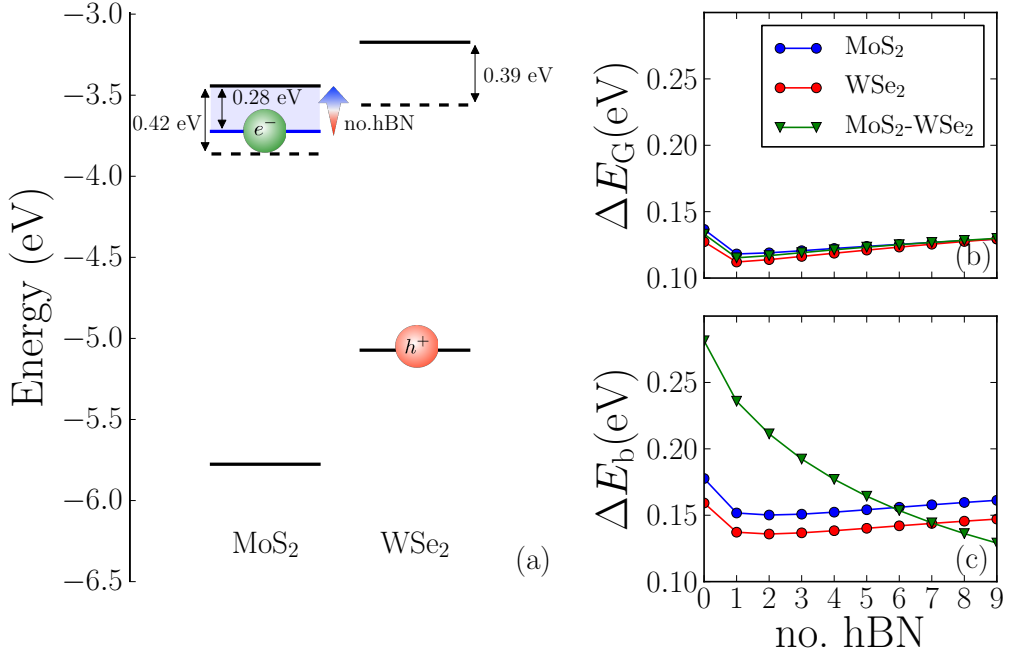 Energy (eV)
−3.0
−3.5
−4.0
−4.5
−5.0
−5.5
−6.0
−6.5
0.42 eV
0.28 eV
e⁻
no.hBN
0.39 eV
h⁺
MoS₂
WSe₂
(a)
ΔE_G(eV)
0.25
0.20
0.15
0.10
MoS₂
WSe₂
MoS₂-WSe₂
(b)
ΔE_b(eV)
0.25
0.20
0.15
0.10
(c)
0 1 2 3 4 5 6 7 8 9
no. hBN